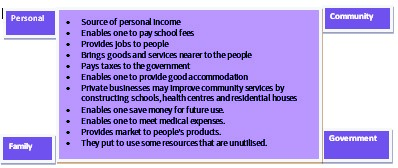 Personal
Community
• Source of personal income
• Enables one to pay school fees
• Provides jobs to people
• Brings goods and services nearer to the people
• Pays taxes to the government
• Enables one to provide good accommodation
• Private businesses may improve community services by
constructing schools, health centres and residential houses
• Enables one save money for future use.
• Enables one to meet medical expenses.
• Provides market to people's products.
• They put to use some resources that are unutilised.
Family
Government